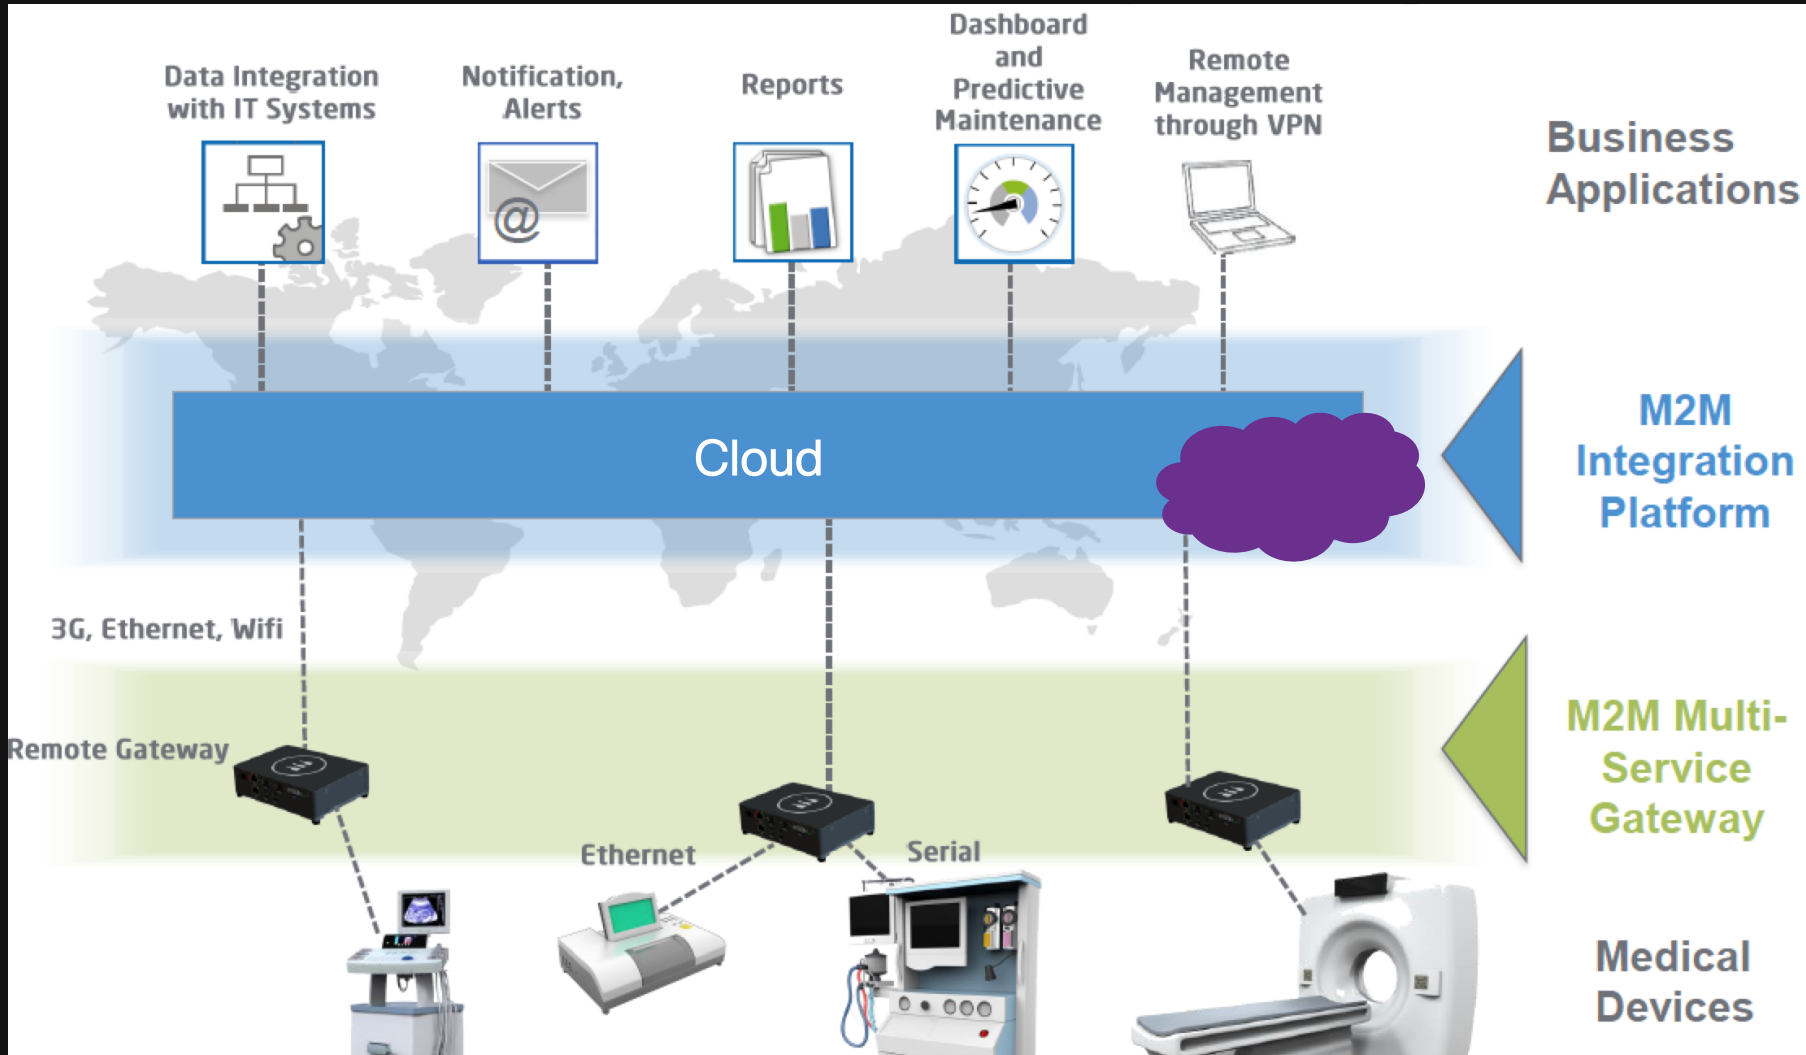 Data Integration
with IT Systems
Notification,
Alerts
Reports
Dashboard
and
Predictive
Maintenance
Remote
Management
through VPN
Business
Applications
@
Cloud
M2M
Integration
Platform
3G, Ethernet, Wifi
Remote Gateway
M2M Multi-
Service
Gateway
Ethernet
Serial
Medical
Devices